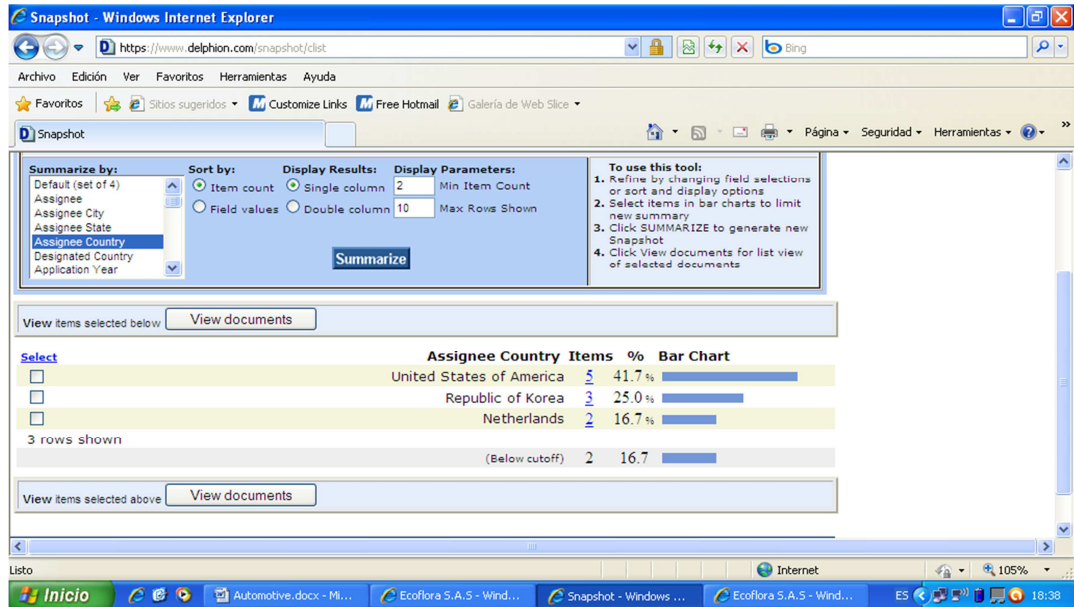 Snapshot - Windows Internet Explorer
https://www.delphion.com/snapshot/clist
Bing
Archivo Edición Ver Favoritos Herramientas Ayuda
Favoritos Sitios sugeridos Customize Links Free Hotmail Galería de Web Slice
Snapshot Página Seguridad Herramientas
Summarize by: Sort by: Display Results: Display Parameters:
Default (set of 4) Item count Single column 2 Min Item Count
Assignee Field values Double column 10 Max Rows Shown
Assignee City
Assignee State
Assignee Country
Designated Country
Application Year
Summarize
To use this tool:
1. Refine by changing field selections
or sort and display options
2. Select items in bar charts to limit
new summary
3. Click SUMMARIZE to generate new
Snapshot
4. Click View documents for list view
of selected documents
View items selected below View documents
Select Assignee Country Items % Bar Chart
United States of America 5 41.7 %
Republic of Korea 3 25.0 %
Netherlands 2 16.7 %
3 rows shown
(Below cutoff) 2 16.7
View items selected above View documents
Listo Internet 105%
Inicio Automotive.docx - Mi... Ecoflora S.A.S - Wind... Snapshot - Windows ... Ecoflora S.A.S - Wind... ES 18:38